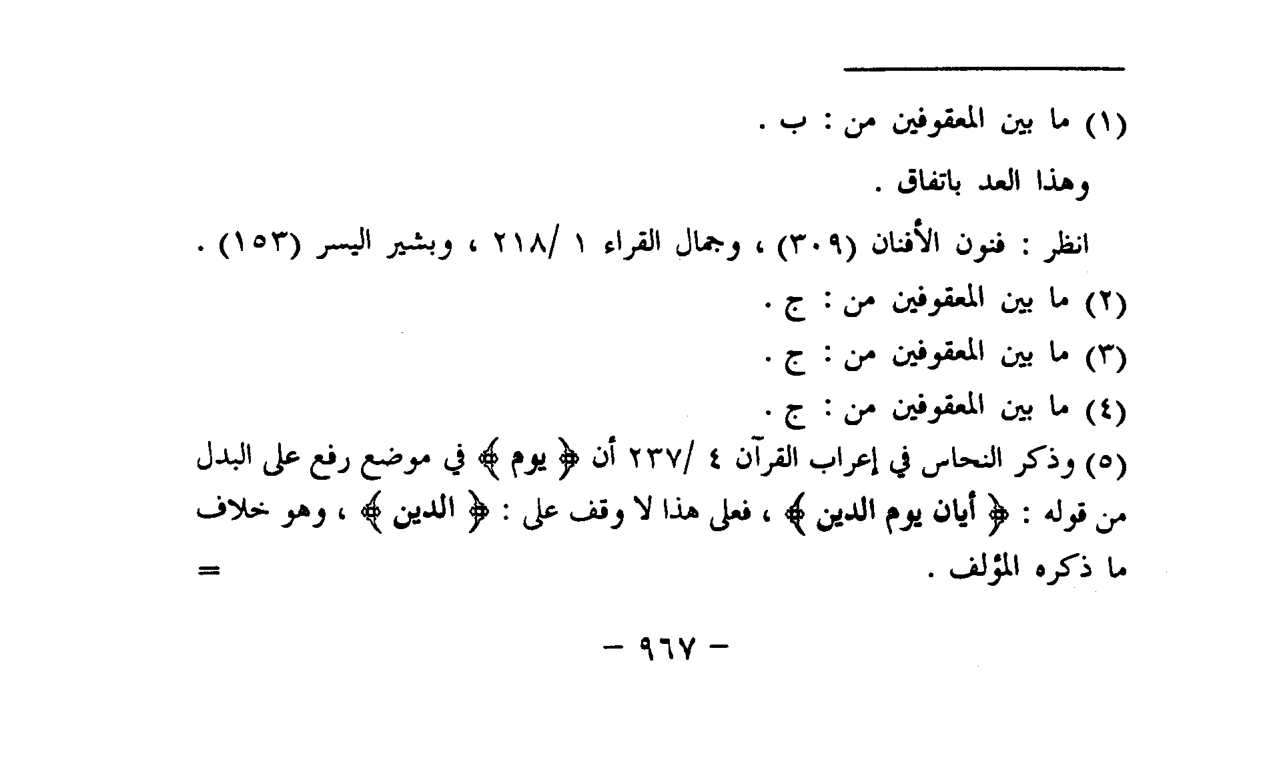 (١) ما بين المعقوفين من : ب .
وهذا العد باتفاق .
انظر : فنون الأفنان (٣٠٩) ، وجمال القراء ١ /٢١٨ ، وبشير اليسر (١٥٣) .
(٢) ما بين المعقوفين من : ج .
(٣) ما بين المعقوفين من : ج .
(٤) ما بين المعقوفين من : ج .
(٥) وذكر النحاس في إعراب القرآن ٤ /٢٣٧ أن ﴿ يوم ﴾ في موضع رفع على البدل
من قوله : ﴿ أيان يوم الدين ﴾ ، فعلى هذا لا وقف على : ﴿ الدين ﴾ ، وهو خلاف
ما ذكره المؤلف . =
– ٩٦٧ –